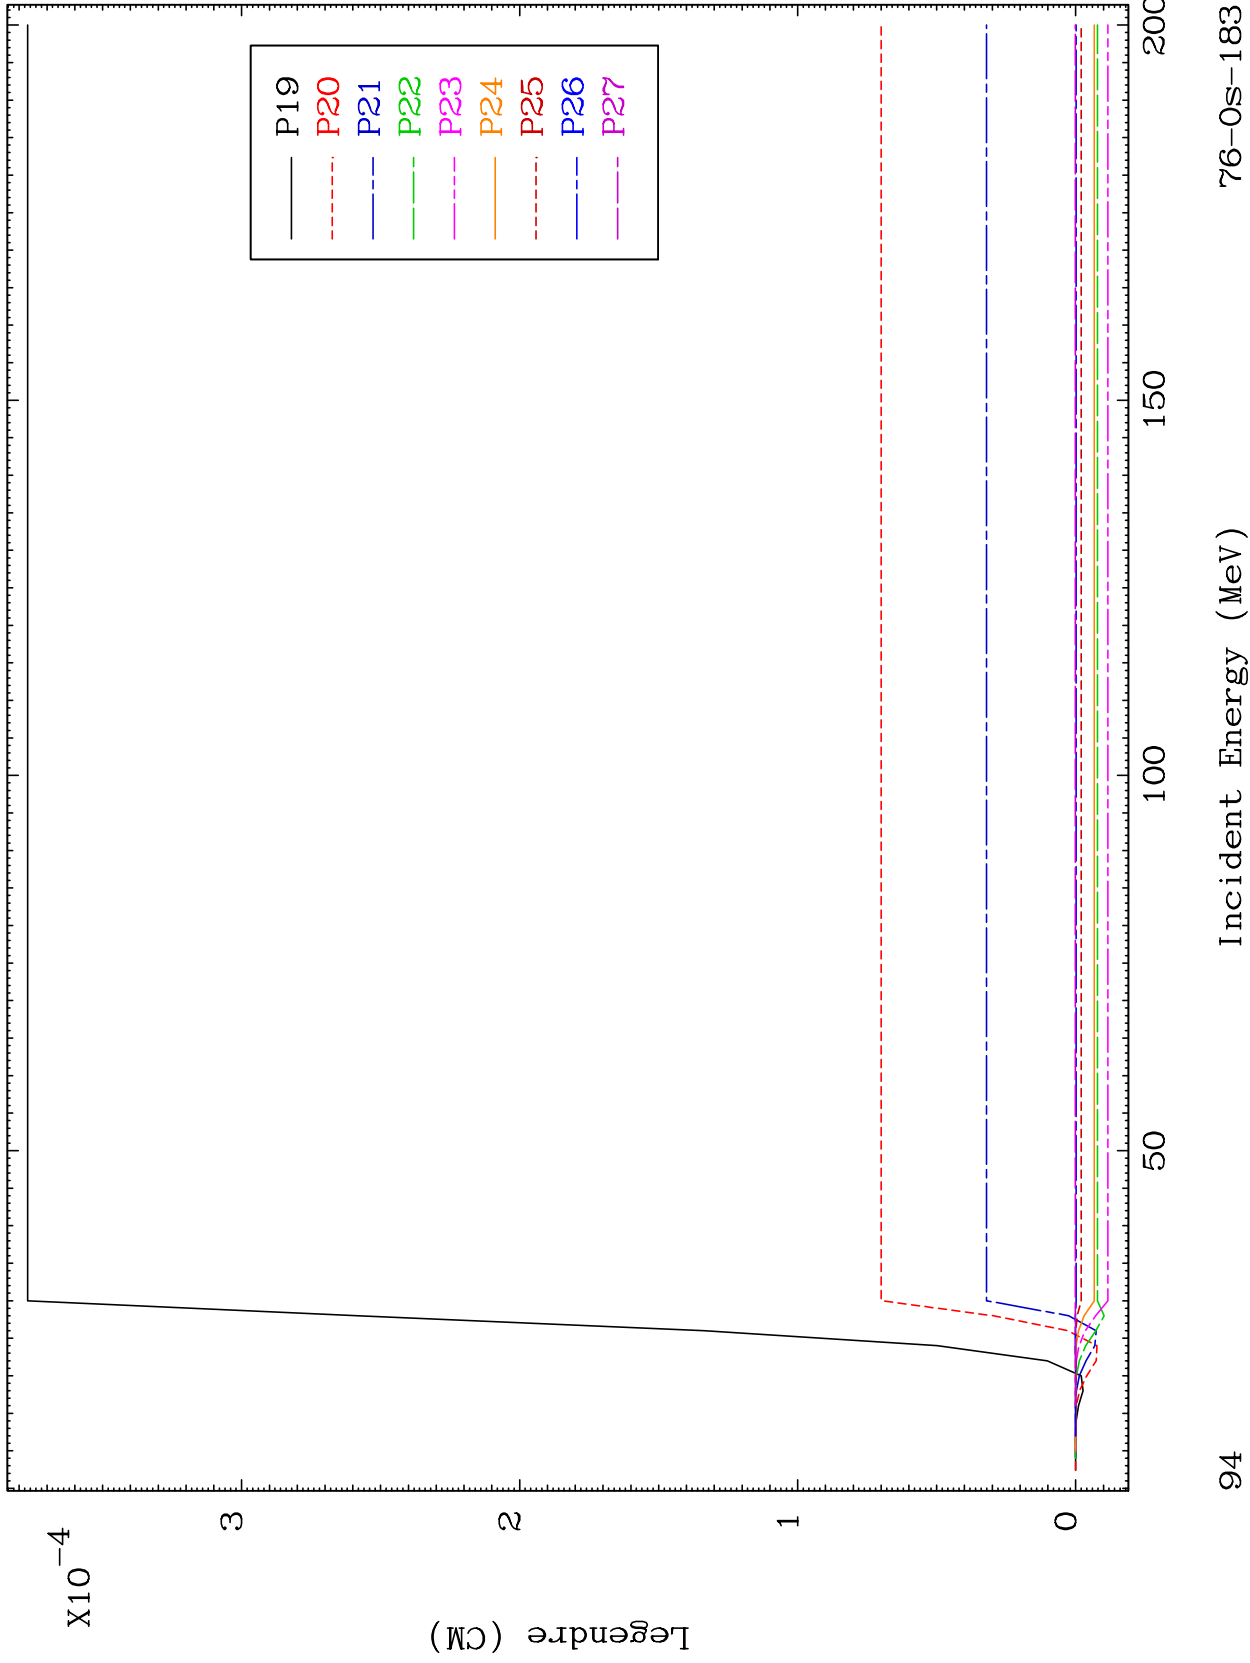 X10-4
3
2
1
0
Legendre (CM)
P19
P20
P21
P22
P23
P24
P25
P26
P27
50
100
150
200
Incident Energy (MeV)
94
76-Os-183